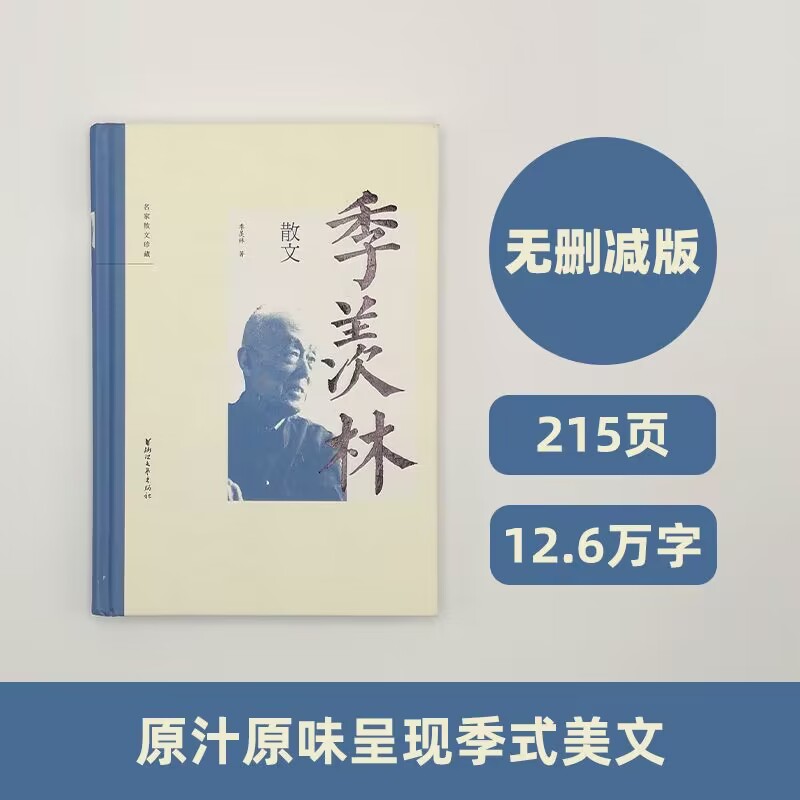 名家散文珍藏
季羡林
散文
季羡林 著
浙江文艺出版社
无删减版
215页
12.6万字
原汁原味呈现季式美文